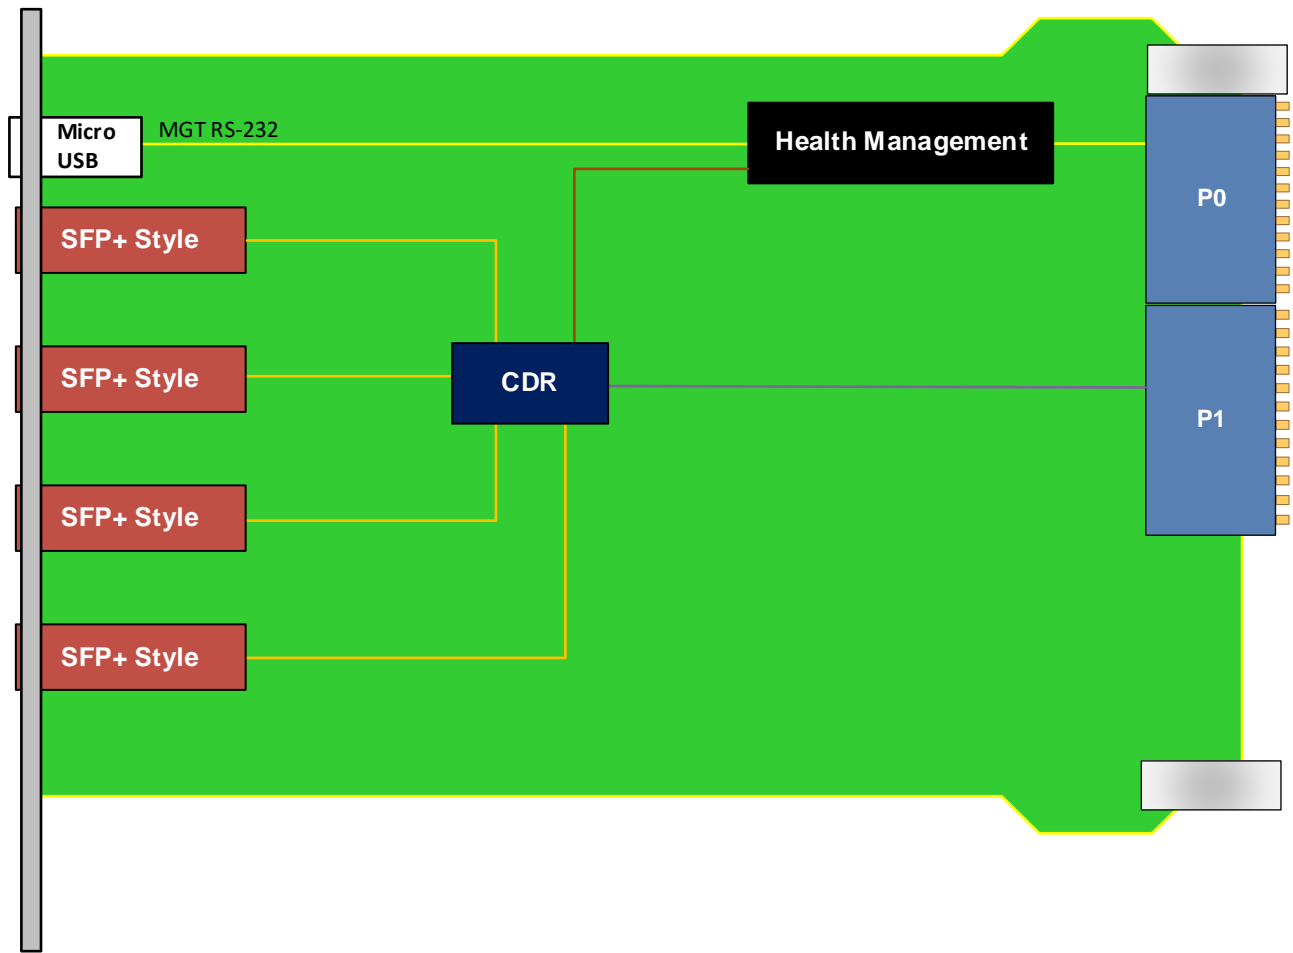 Micro
USB
MGT RS-232
Health Management
P0
SFP+ Style
SFP+ Style
CDR
P1
SFP+ Style
SFP+ Style